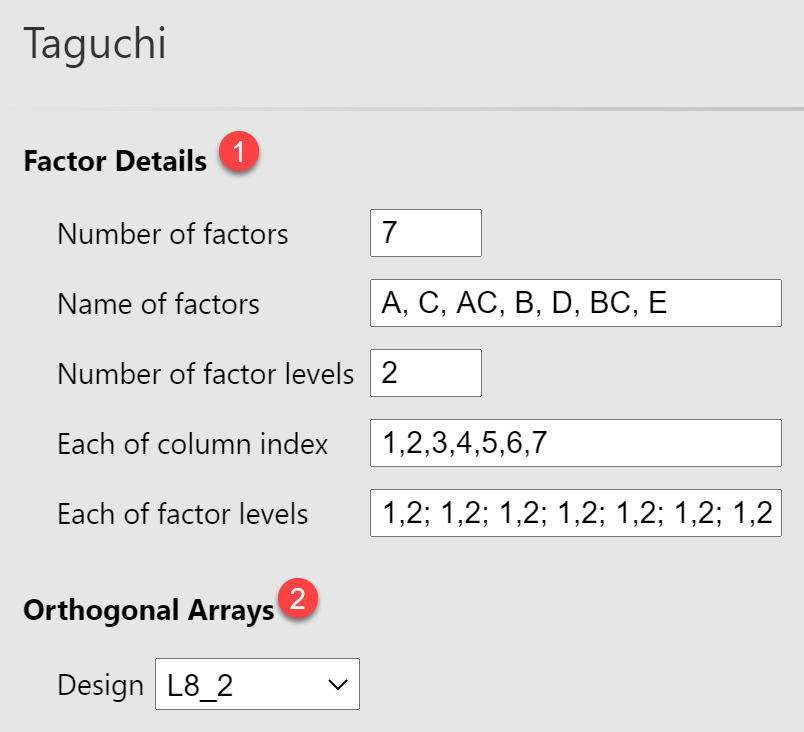 Taguchi
Factor Details 1
Number of factors 7
Name of factors A, C, AC, B, D, BC, E
Number of factor levels 2
Each of column index 1,2,3,4,5,6,7
Each of factor levels 1,2; 1,2; 1,2; 1,2; 1,2; 1,2; 1,2
Orthogonal Arrays 2
Design L8_2